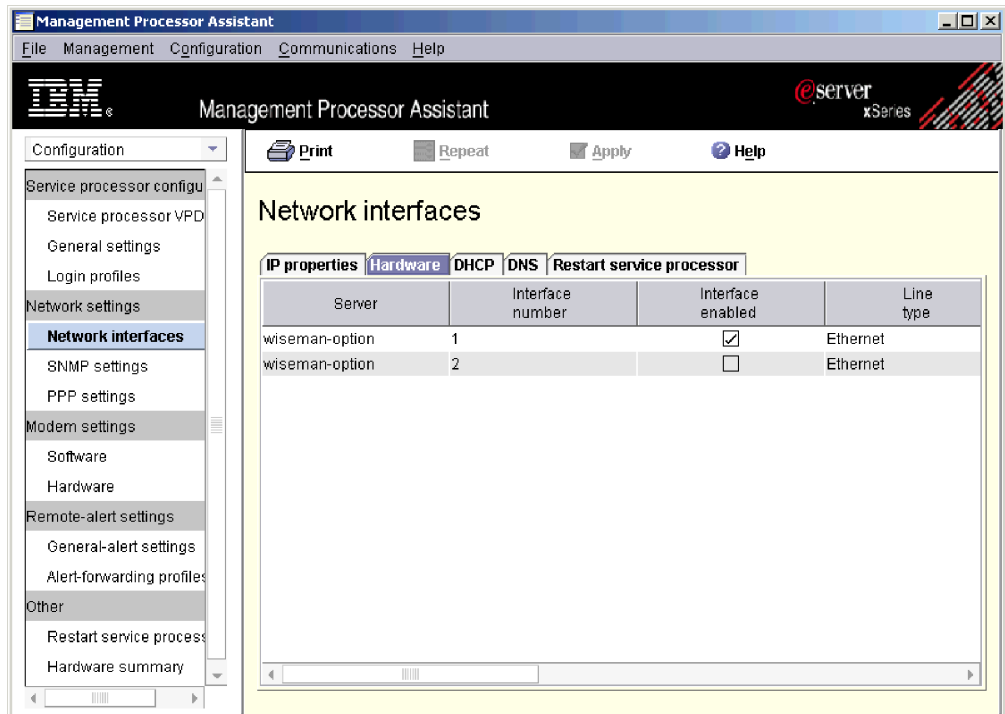 Management Processor Assistant
File Management Configuration Communications Help
IBM®
Management Processor Assistant
eserver
xSeries
Configuration
Print Repeat Apply Help
Service processor configu
Service processor VPD
General settings
Login profiles
Network settings
Network interfaces
SNMP settings
PPP settings
Modem settings
Software
Hardware
Remote-alert settings
General-alert settings
Alert-forwarding profiles
Other
Restart service process
Hardware summary
Network interfaces
IP properties Hardware DHCP DNS Restart service processor
Server Interface number Interface enabled Line type
wiseman-option 1 Ethernet
wiseman-option 2 Ethernet